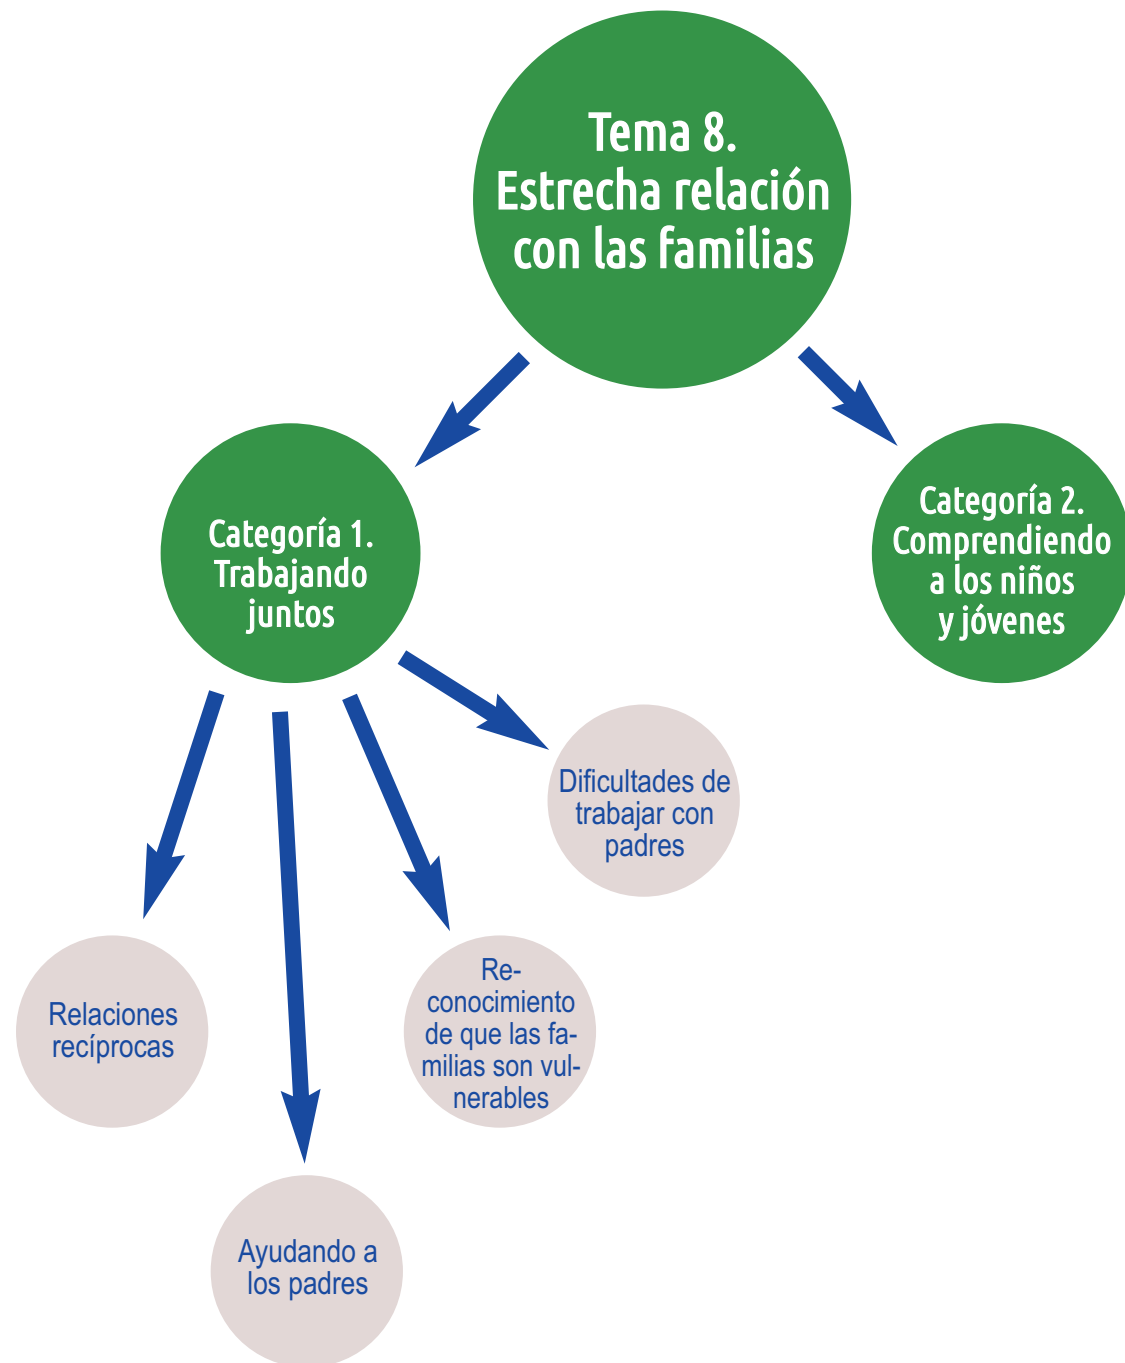 Tema 8.
Estrecha relación
con las familias
Categoría 1.
Trabajando
juntos
Categoría 2.
Comprendiendo
a los niños
y jóvenes
Dificultades de
trabajar con
padres
Relaciones
recíprocas
Re-
conocimiento
de que las fa-
milias son vul-
nerables
Ayudando a
los padres